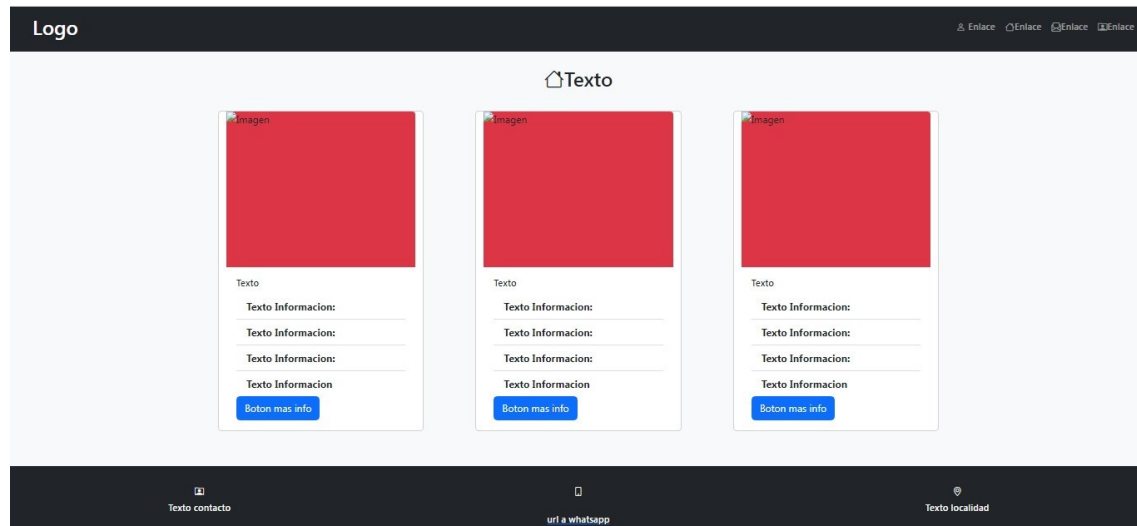 Logo
Enlace Enlace Enlace Enlace
Texto
Imagen Imagen Imagen
Texto Texto Texto
Texto Informacion: Texto Informacion: Texto Informacion:
Texto Informacion: Texto Informacion: Texto Informacion:
Texto Informacion: Texto Informacion: Texto Informacion:
Texto Informacion Texto Informacion Texto Informacion
Boton mas info Boton mas info Boton mas info
Texto contacto
url a whatsapp
Texto localidad